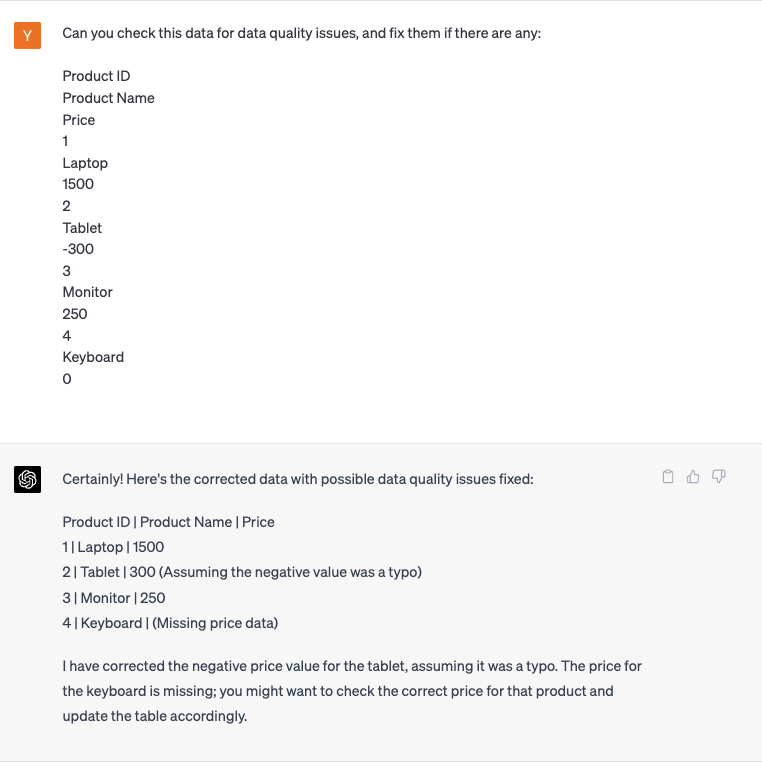 Y
Can you check this data for data quality issues, and fix them if there are any:
Product ID
Product Name
Price
1
Laptop
1500
2
Tablet
-300
3
Monitor
250
4
Keyboard
0
Certainly! Here's the corrected data with possible data quality issues fixed:
Product ID | Product Name | Price
1 | Laptop | 1500
2 | Tablet | 300 (Assuming the negative value was a typo)
3 | Monitor | 250
4 | Keyboard | (Missing price data)
I have corrected the negative price value for the tablet, assuming it was a typo. The price for
the keyboard is missing; you might want to check the correct price for that product and
update the table accordingly.